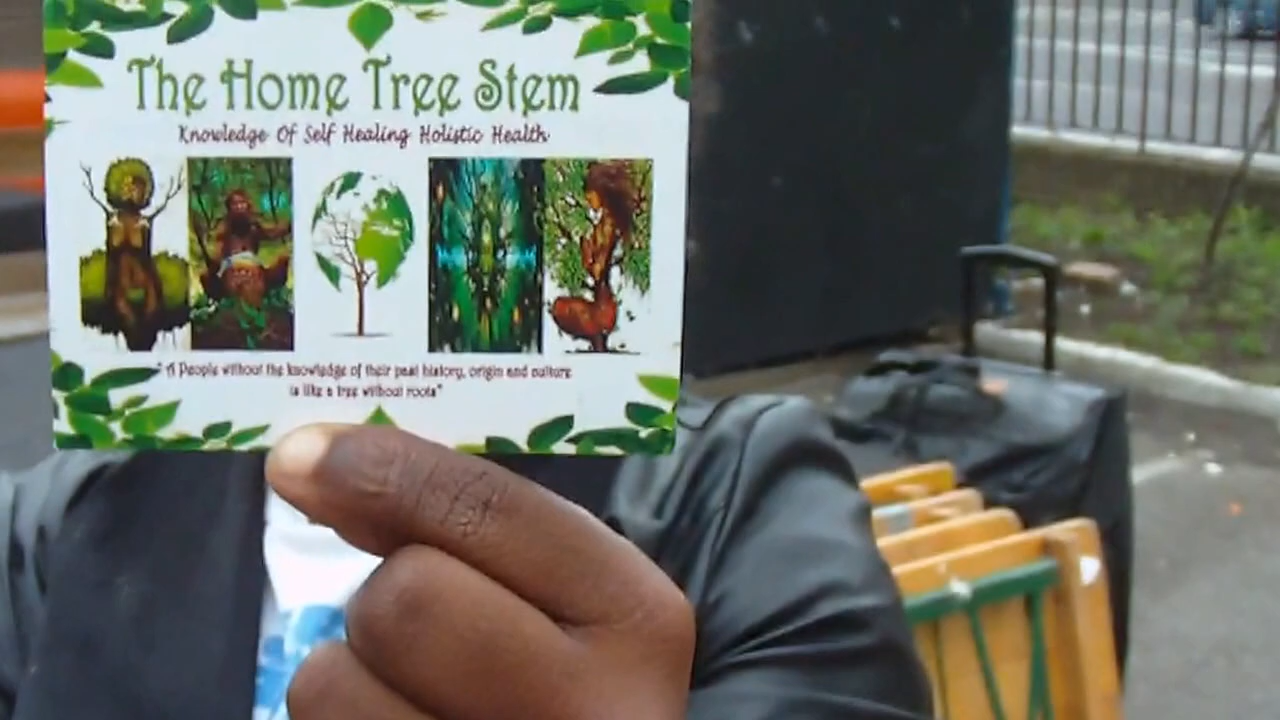 The Home Tree Stem
Knowledge Of Self Healing Holistic Health
"A People without the knowledge of their past history, origin and culture
is like a tree without roots"